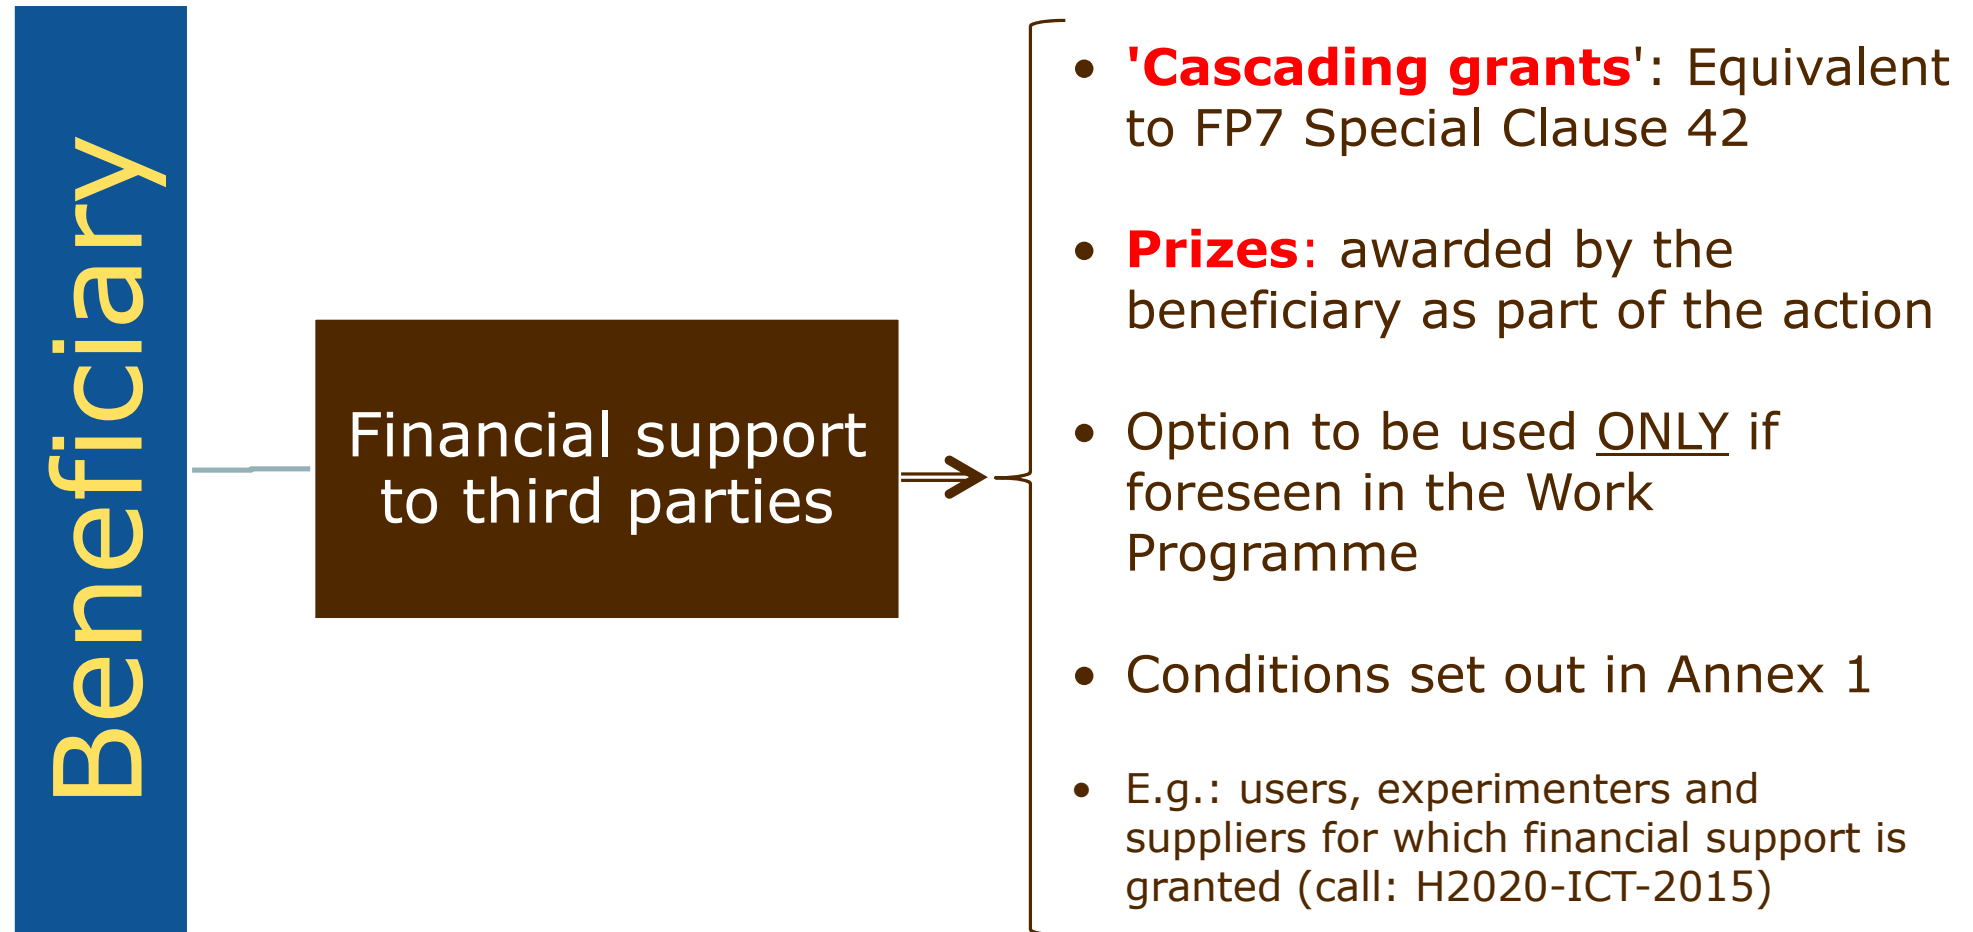 Beneficiary
Financial support
to third parties
• 'Cascading grants': Equivalent
to FP7 Special Clause 42
• Prizes: awarded by the
beneficiary as part of the action
• Option to be used ONLY if
foreseen in the Work
Programme
• Conditions set out in Annex 1
• E.g.: users, experimenters and
suppliers for which financial support is
granted (call: H2020-ICT-2015)